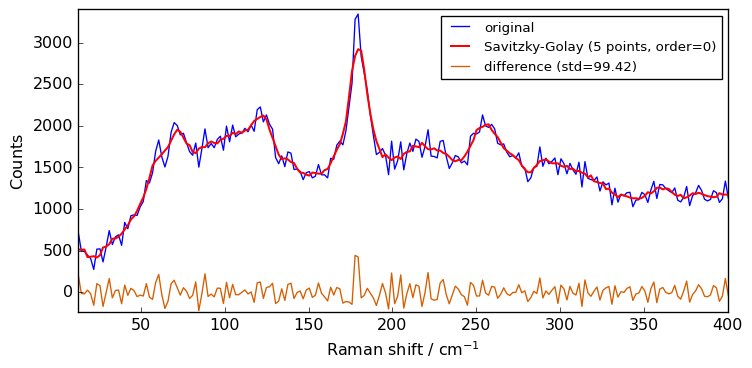 original
Savitzky-Golay (5 points, order=0)
difference (std=99.42)
Counts
3000
2500
2000
1500
1000
500
0
50 100 150 200 250 300 350 400
Raman shift / cm⁻¹